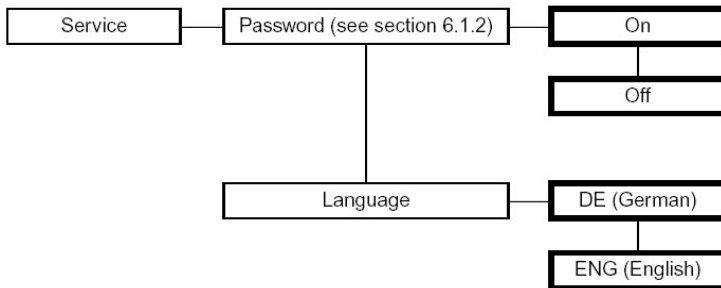 Service
Password (see section 6.1.2)
On
Off
Language
DE (German)
ENG (English)